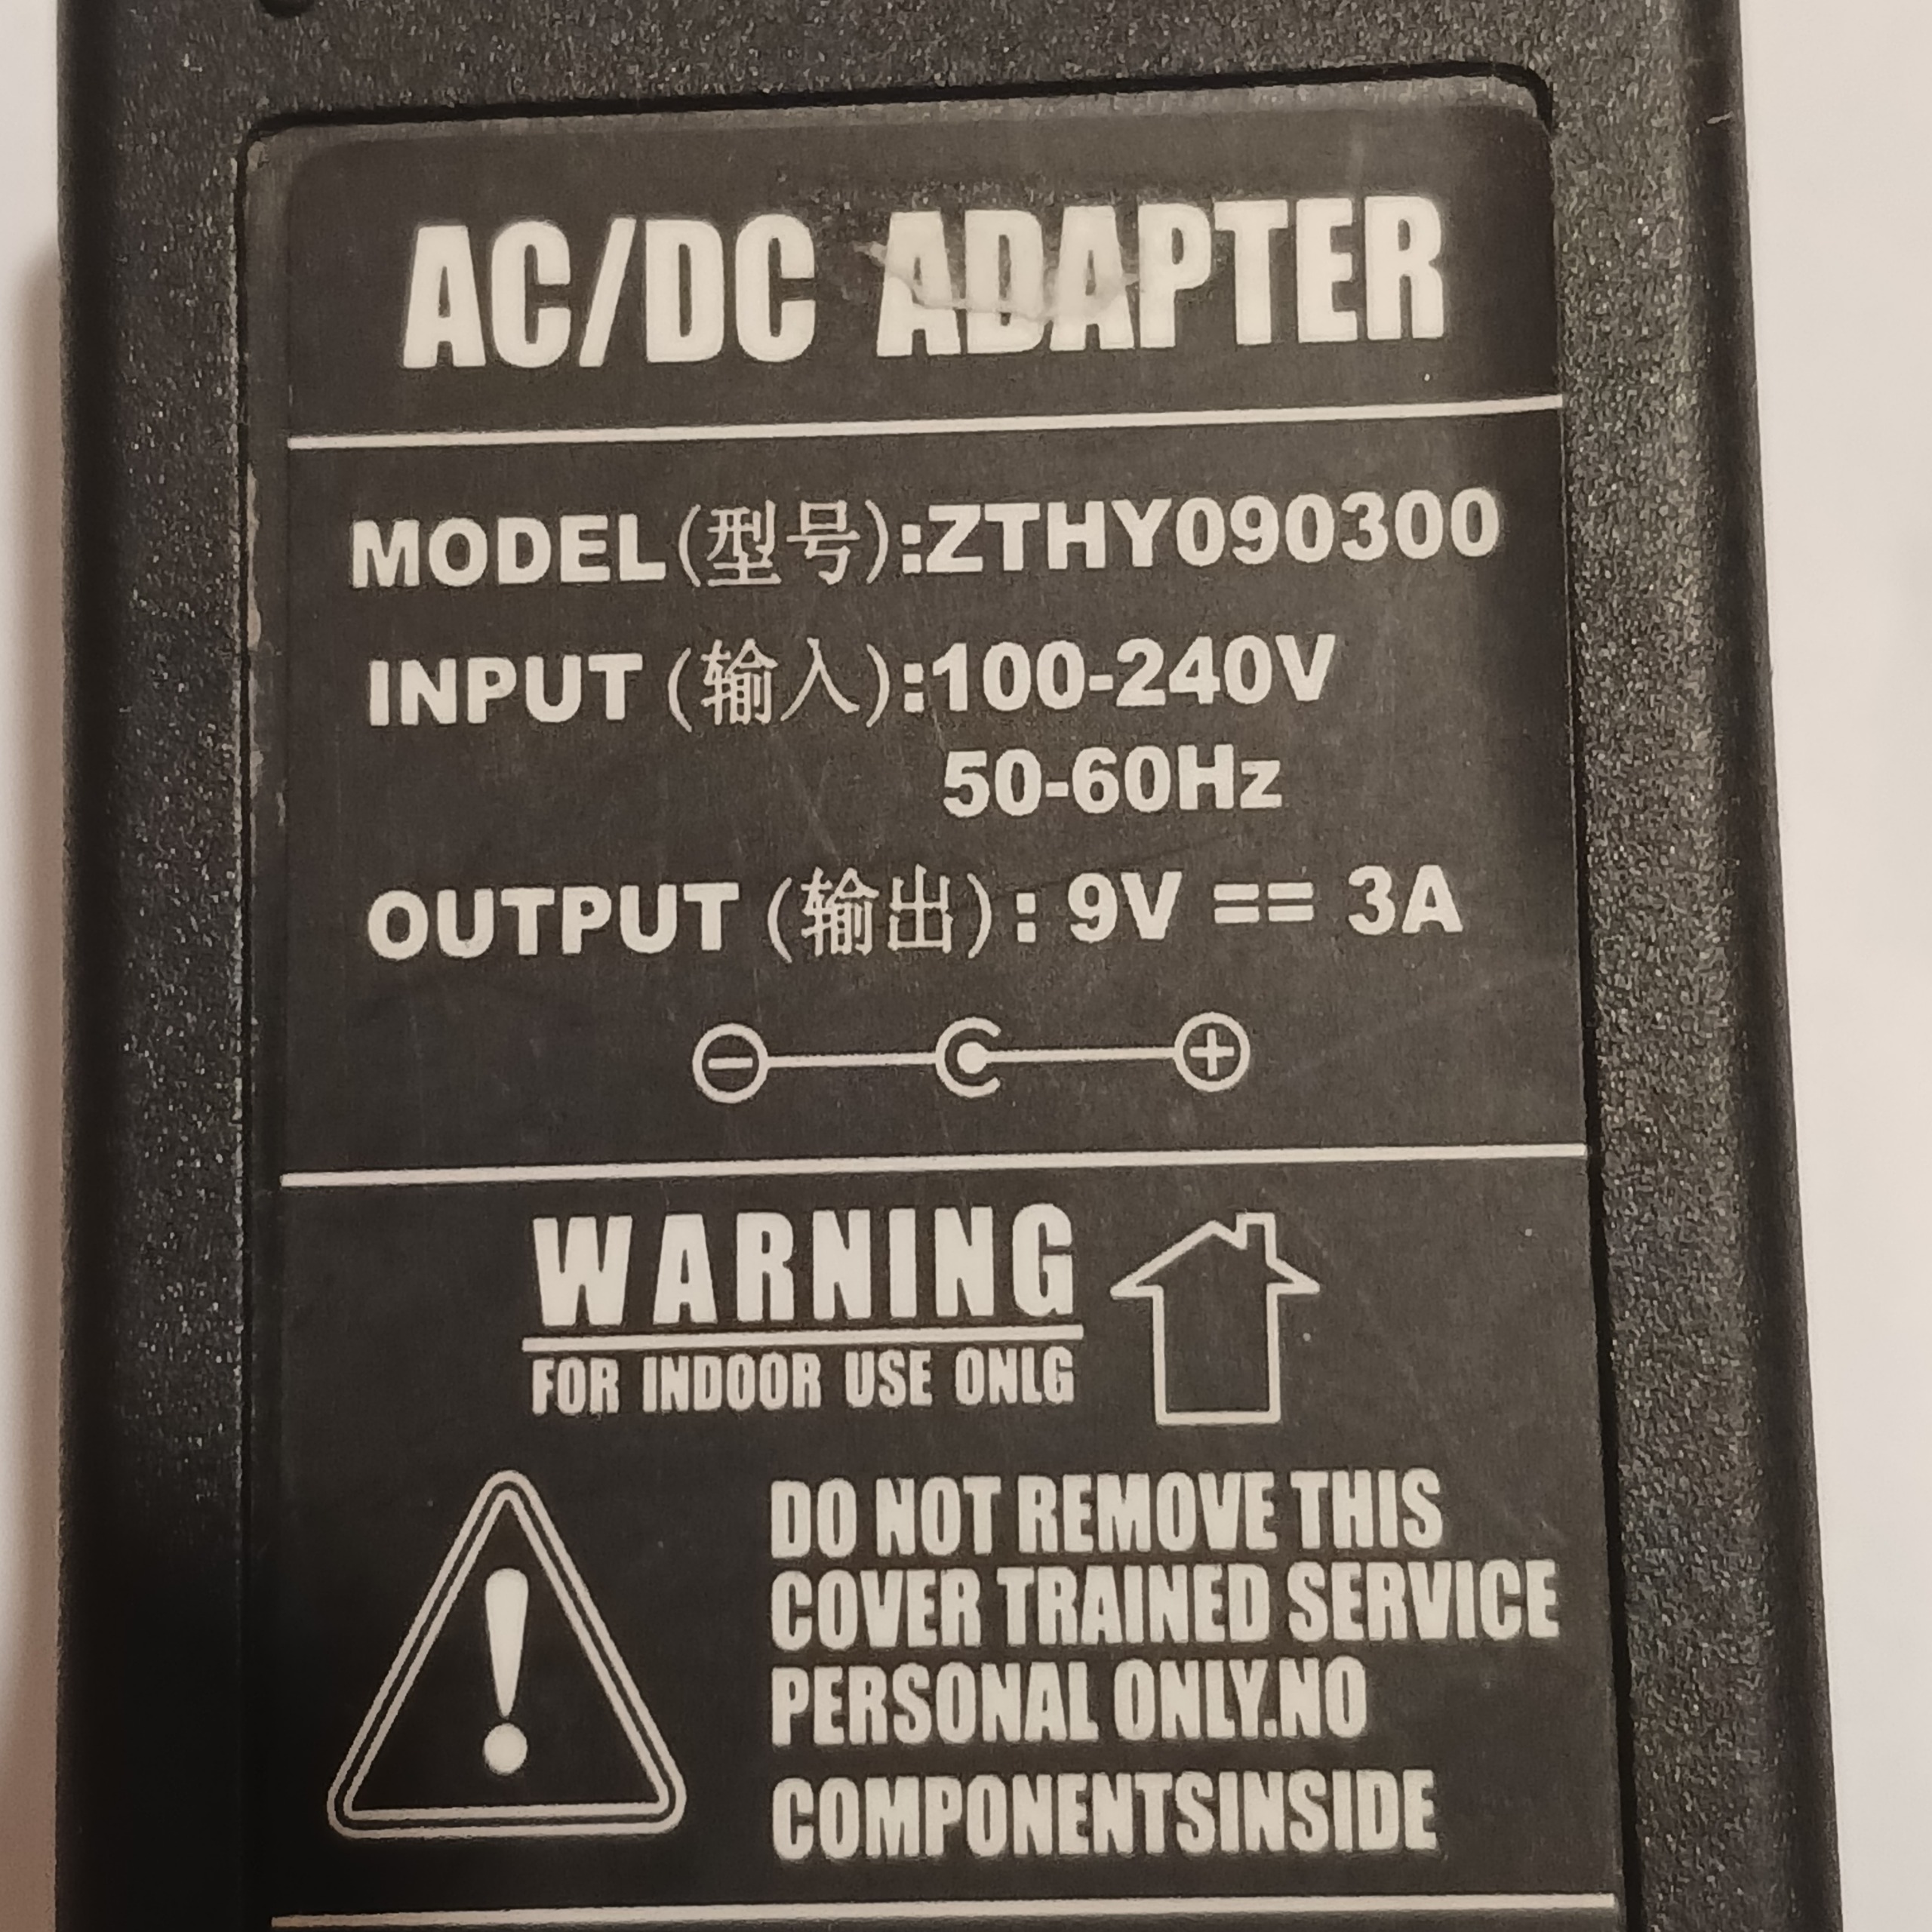 AC/DC ADAPTER
MODEL(型号):ZTHY090300
INPUT (输入):100-240V
50-60Hz
OUTPUT (输出): 9V == 3A
WARNING
FOR INDOOR USE ONLG
DO NOT REMOVE THIS
COVER TRAINED SERVICE
PERSONAL ONLY.NO
COMPONENTSINSIDE